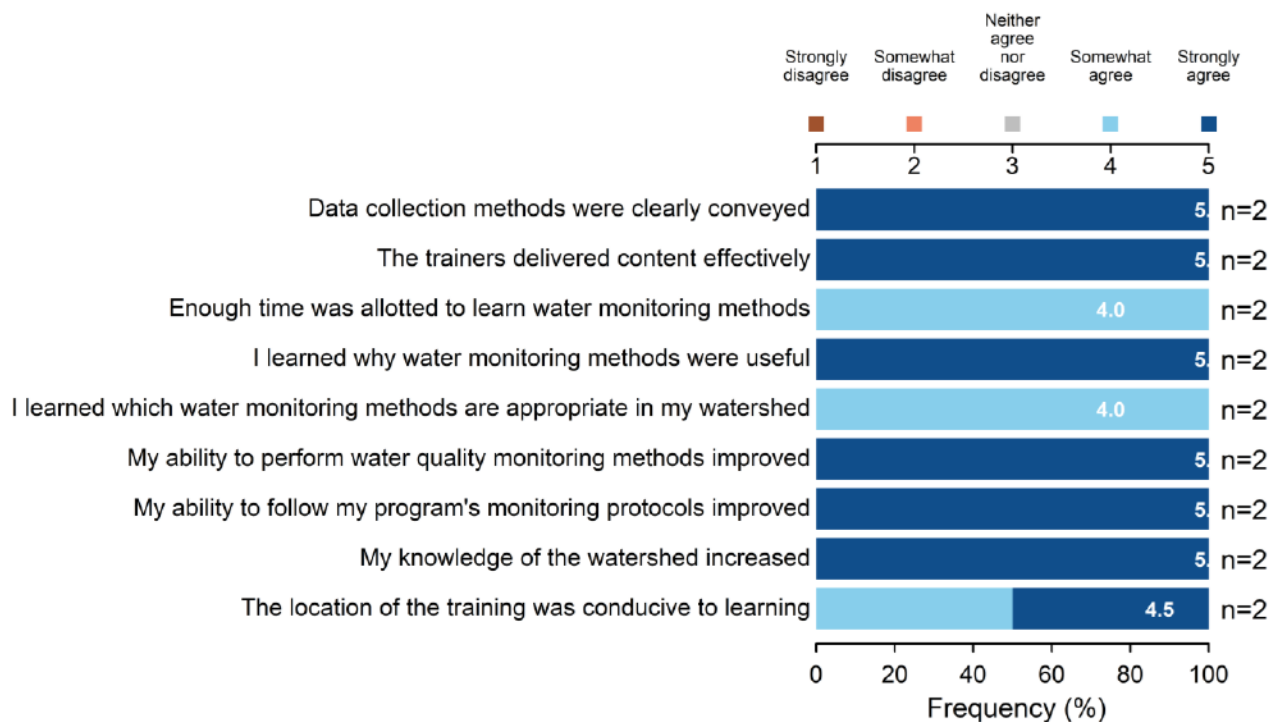 Strongly disagree
Somewhat disagree
Neither agree nor disagree
Somewhat agree
Strongly agree
1 2 3 4 5
Data collection methods were clearly conveyed 5. n=2
The trainers delivered content effectively 5. n=2
Enough time was allotted to learn water monitoring methods 4.0 n=2
I learned why water monitoring methods were useful 5. n=2
I learned which water monitoring methods are appropriate in my watershed 4.0 n=2
My ability to perform water quality monitoring methods improved 5. n=2
My ability to follow my program's monitoring protocols improved 5. n=2
My knowledge of the watershed increased 5. n=2
The location of the training was conducive to learning 4.5 n=2
0 20 40 60 80 100
Frequency (%)